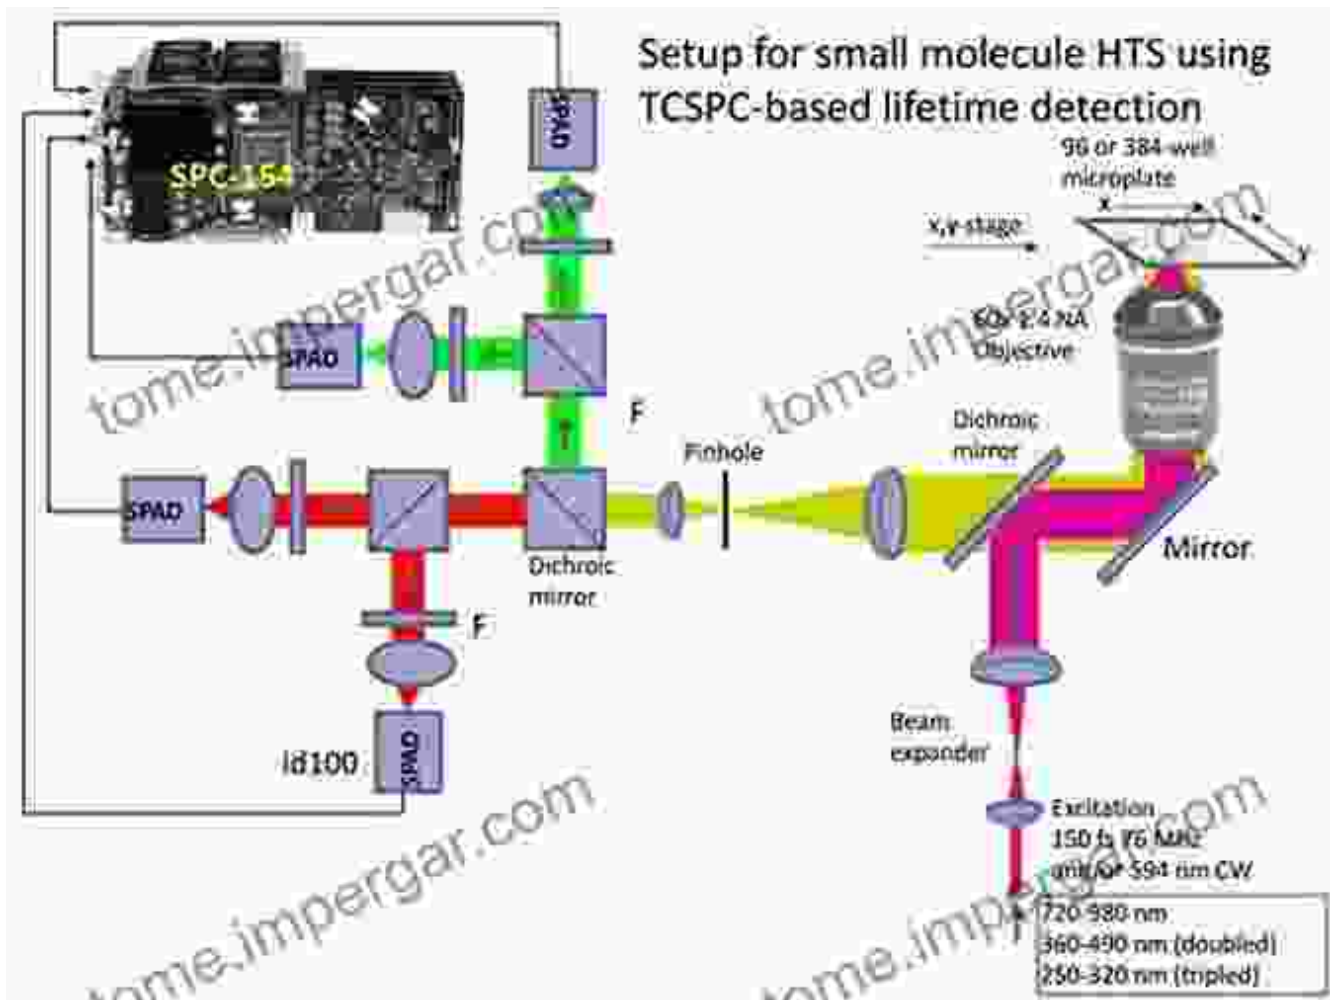 Setup for small molecule HTS using
TCSPC-based lifetime detection
96 or 384-well
microplate
x
y
x,y-stage
SPC-154
SPAD
SPAD
SPAD
SPAD
NA
Objective
F
Dichroic
mirror
Pinhole
Mirror
Dichroic
mirror
F
id100
Beam
expander
Excitation
150 fs 76 MHz
and/or 594 nm CW
720-980 nm
360-490 nm (doubled)
250-320 nm (tripled)
tome.impergar.com
tome.impergar.com
tome.impergar.com
tome.impergar.com